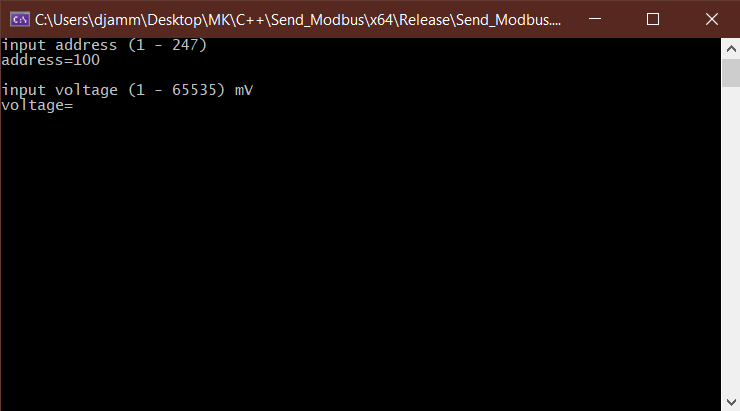 C:\Users\djamm\Desktop\MK\C++\Send_Modbus\x64\Release\Send_Modbus....
input address (1 - 247)
address=100
input voltage (1 - 65535) mV
voltage=